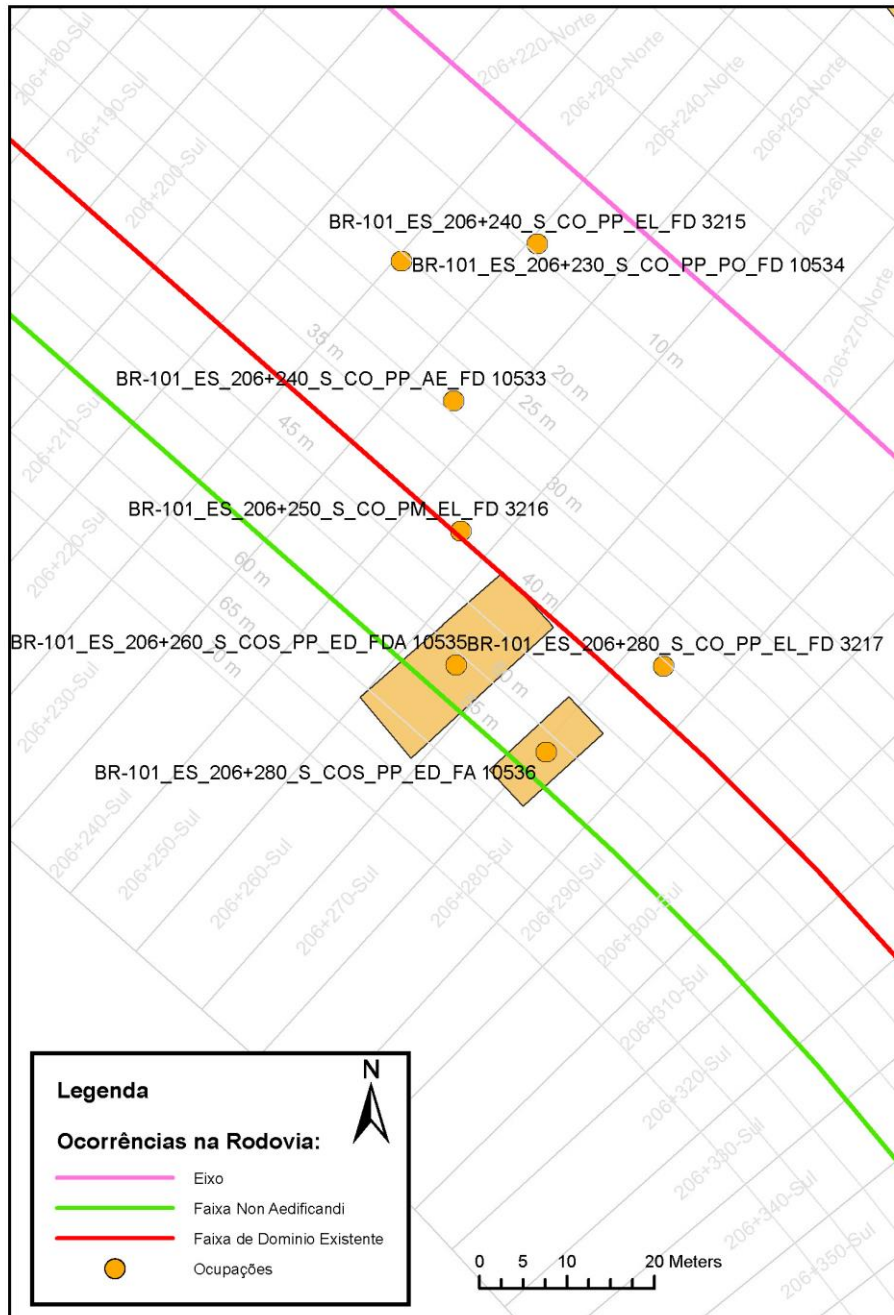 206+180-Sul
206+190-Sul
206+200-Sul
206+220-Norte
206+280-Norte
206+240-Norte
206+250-Norte
206+260-Norte
206+270-Norte
BR-101_ES_206+240_S_CO_PP_EL_FD 3215
BR-101_ES_206+230_S_CO_PP_PO_FD 10534
35 m
10 m
20 m
25 m
BR-101_ES_206+240_S_CO_PP_AE_FD 10533
206+210-Sul
45 m
30 m
BR-101_ES_206+250_S_CO_PM_EL_FD 3216
206+220-Sul
60 m
65 m
40 m
BR-101_ES_206+260_S_COS_PP_ED_FDA 10535
BR-101_ES_206+280_S_CO_PP_EL_FD 3217
206+230-Sul
BR-101_ES_206+280_S_COS_PP_ED_FA 10536
206+240-Sul
206+250-Sul
206+260-Sul
206+270-Sul
206+280-Sul
206+290-Sul
206+300-Sul
206+310-Sul
206+320-Sul
206+330-Sul
206+340-Sul
206+350-Sul
N
Legenda
Ocorrências na Rodovia:
Eixo
Faixa Non Aedificandi
Faixa de Dominio Existente
Ocupações
0 5 10 20 Meters